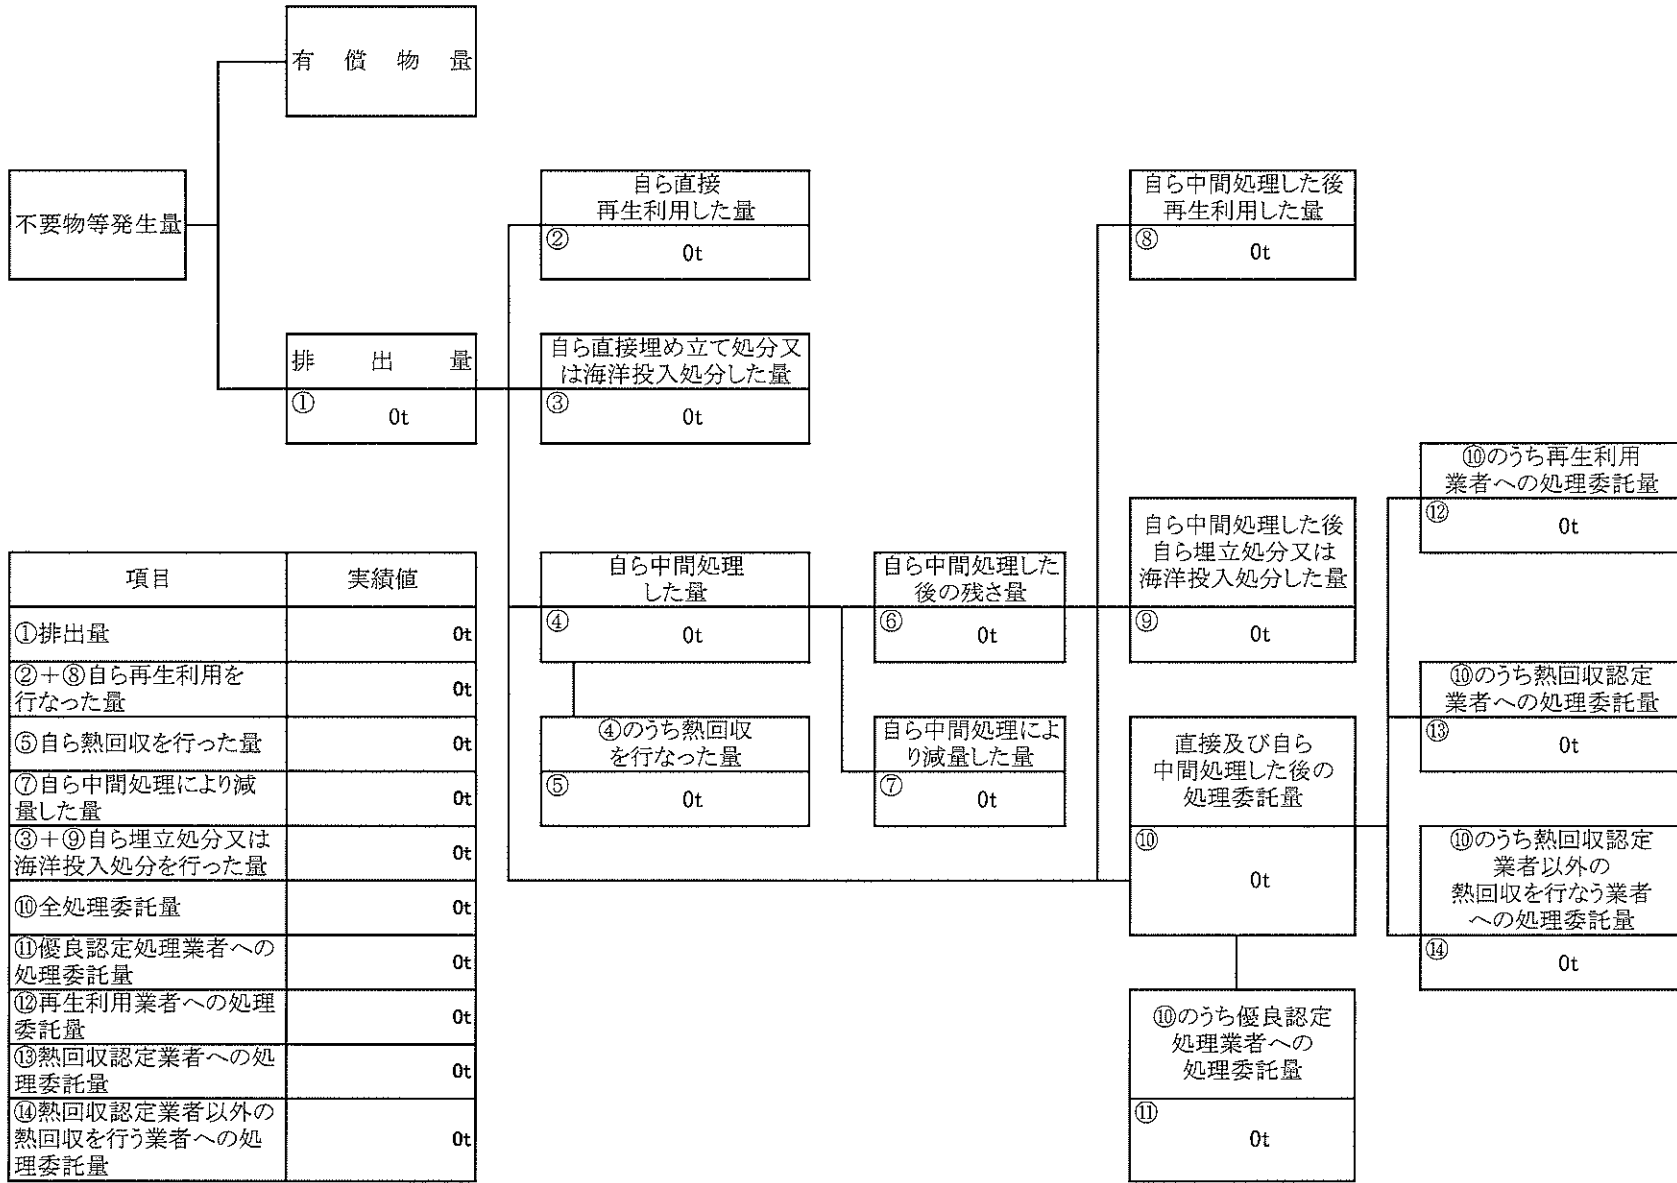 有償物量
不要物等発生量
排出量
①
0t
自ら直接
再生利用した量
②
0t
自ら直接埋め立て処分又
は海洋投入処分した量
③
0t
自ら中間処理
した量
④
0t
④のうち熱回収
を行なった量
⑤
0t
自ら中間処理した
後の残さ量
⑥
0t
自ら中間処理によ
り減量した量
⑦
0t
自ら中間処理した後
再生利用した量
⑧
0t
自ら中間処理した後
自ら埋立処分又は
海洋投入処分した量
⑨
0t
直接及び自ら
中間処理した後の
処理委託量
⑩
0t
⑩のうち優良認定
処理業者への
処理委託量
⑪
0t
⑩のうち再生利用
業者への処理委託量
⑫
0t
⑩のうち熱回収認定
業者への処理委託量
⑬
0t
⑩のうち熱回収認定
業者以外の
熱回収を行なう業者
への処理委託量
⑭
0t
項目 実績値
①排出量 0t
②+⑧自ら再生利用を
行なった量 0t
⑤自ら熱回収を行った量 0t
⑦自ら中間処理により減
量した量 0t
③+⑨自ら埋立処分又は
海洋投入処分を行った量 0t
⑩全処理委託量 0t
⑪優良認定処理業者への
処理委託量 0t
⑫再生利用業者への処理
委託量 0t
⑬熱回収認定業者への処
理委託量 0t
⑭熱回収認定業者以外の
熱回収を行う業者への処
理委託量 0t